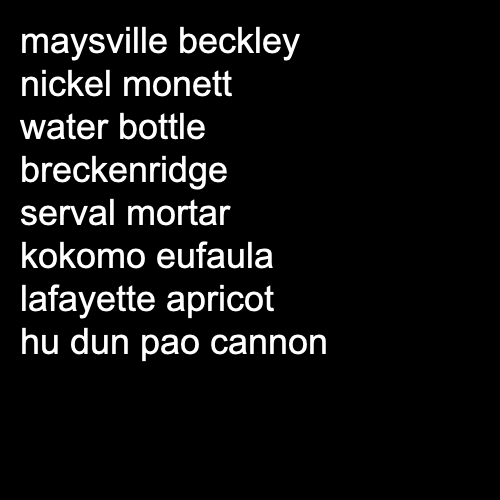 maysville beckley
nickel monett
water bottle
breckenridge
serval mortar
kokomo eufaula
lafayette apricot
hu dun pao cannon